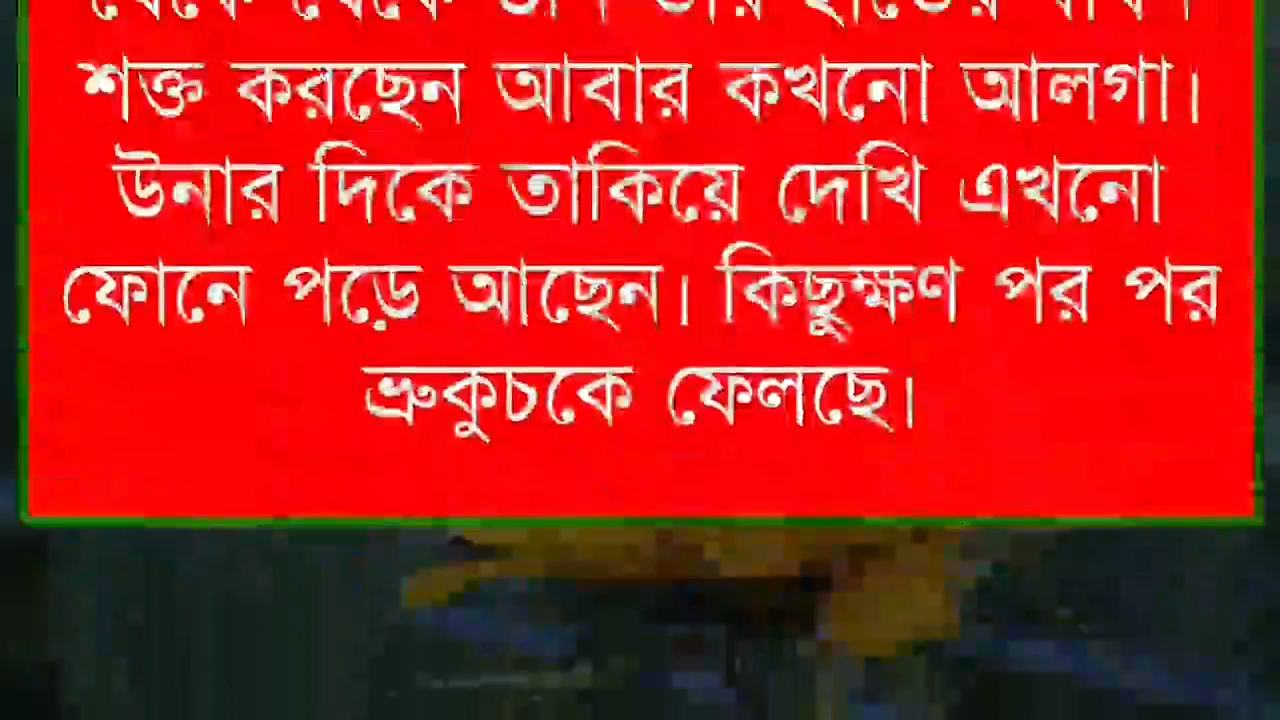 শক্ত করছেন আবার কখনো আলগা।
উনার দিকে তাকিয়ে দেখি এখনো
ফোনে পড়ে আছেন। কিছুক্ষণ পর পর
ভ্রুকুচকে ফেলছে।